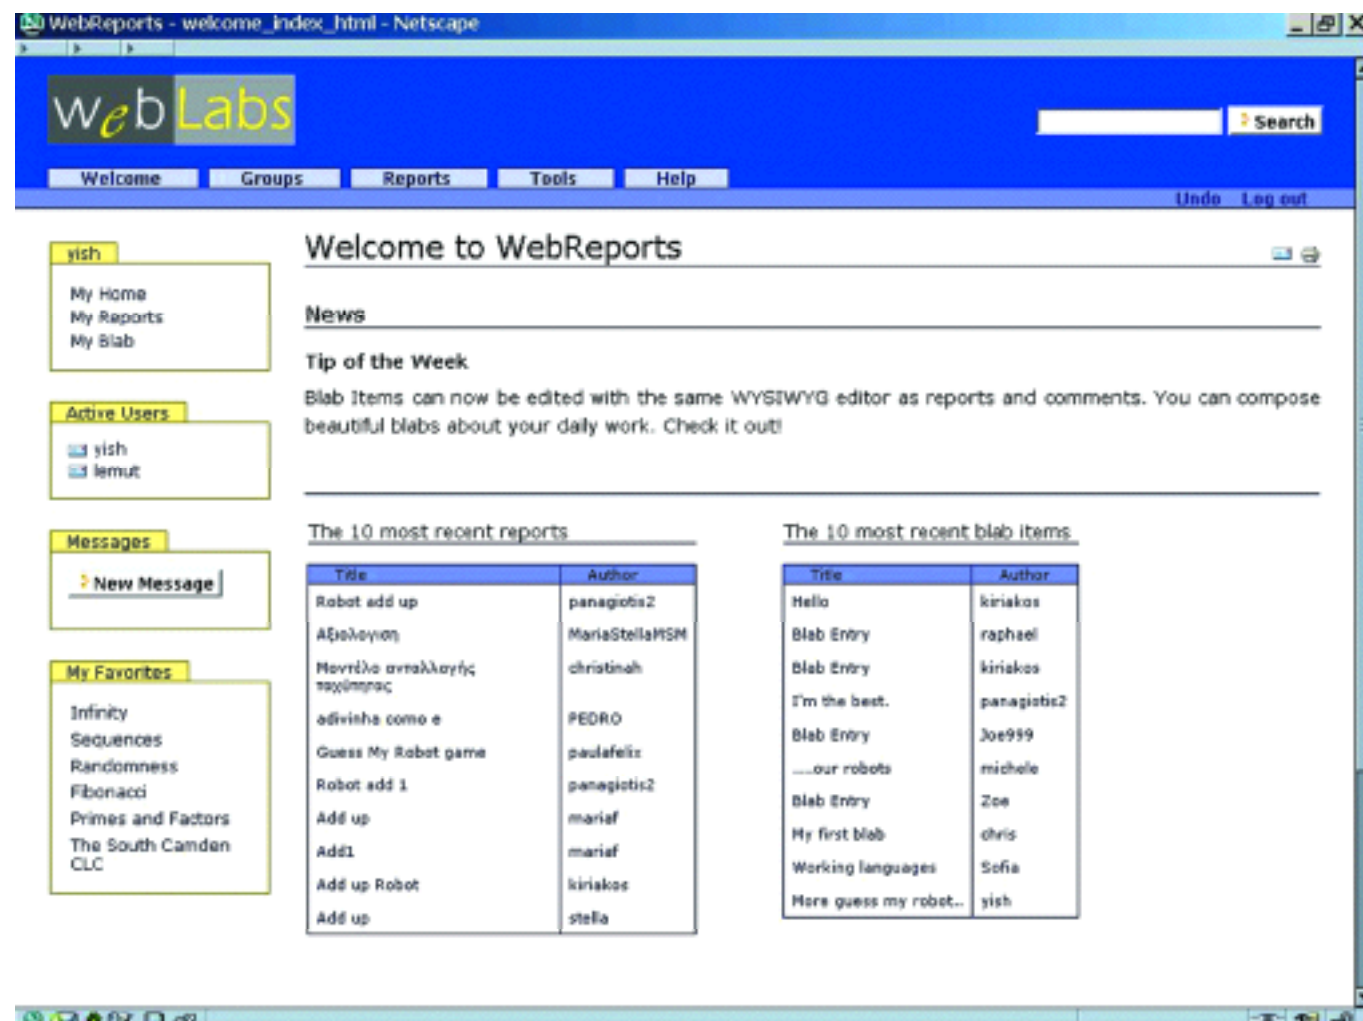 WebReports - welcome_index_html - Netscape
webLabs
Search
Welcome Groups Reports Tools Help
Undo Log out
yish
My Home
My Reports
My Blab
Active Users
yish
lemut
Messages
New Message
My Favorites
Infinity
Sequences
Randomness
Fibonacci
Primes and Factors
The South Camden
CLC
Welcome to WebReports
News
Tip of the Week
Blab Items can now be edited with the same WYSIWYG editor as reports and comments. You can compose
beautiful blabs about your daily work. Check it out!
The 10 most recent reports
Title Author
Robot add up panagiotis2
Αξιολογιση MariaStellaMSM
Μοντέλο ανταλλαγής christinah
ταχύτητας
adivinha como e PEDRO
Guess My Robot game paulafelix
Robot add 1 panagiotis2
Add up mariaf
Add1 mariaf
Add up Robot kiriakos
Add up stella
The 10 most recent blab items
Title Author
Hello kiriakos
Blab Entry raphael
Blab Entry kiriakos
I'm the best. panagiotis2
Blab Entry Joe999
....our robots michele
Blab Entry Zoe
My first blab chris
Working languages Sofia
More guess my robot.. yish